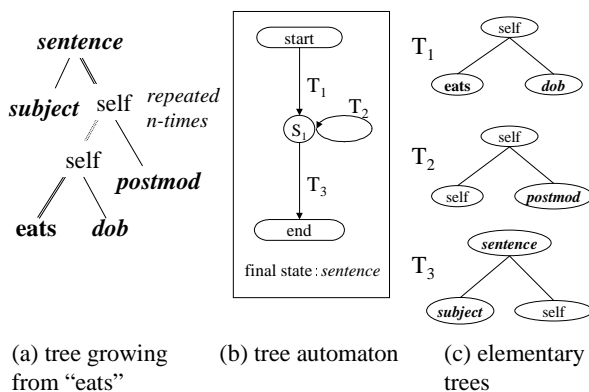 sentence
subject
self
repeated
n-times
self
postmod
eats
dob
(a) tree growing
from “eats”
start
T1
S1
T2
T3
end
final state : sentence
(b) tree automaton
T1
self
eats
dob
T2
self
self
postmod
T3
sentence
subject
self
(c) elementary
trees